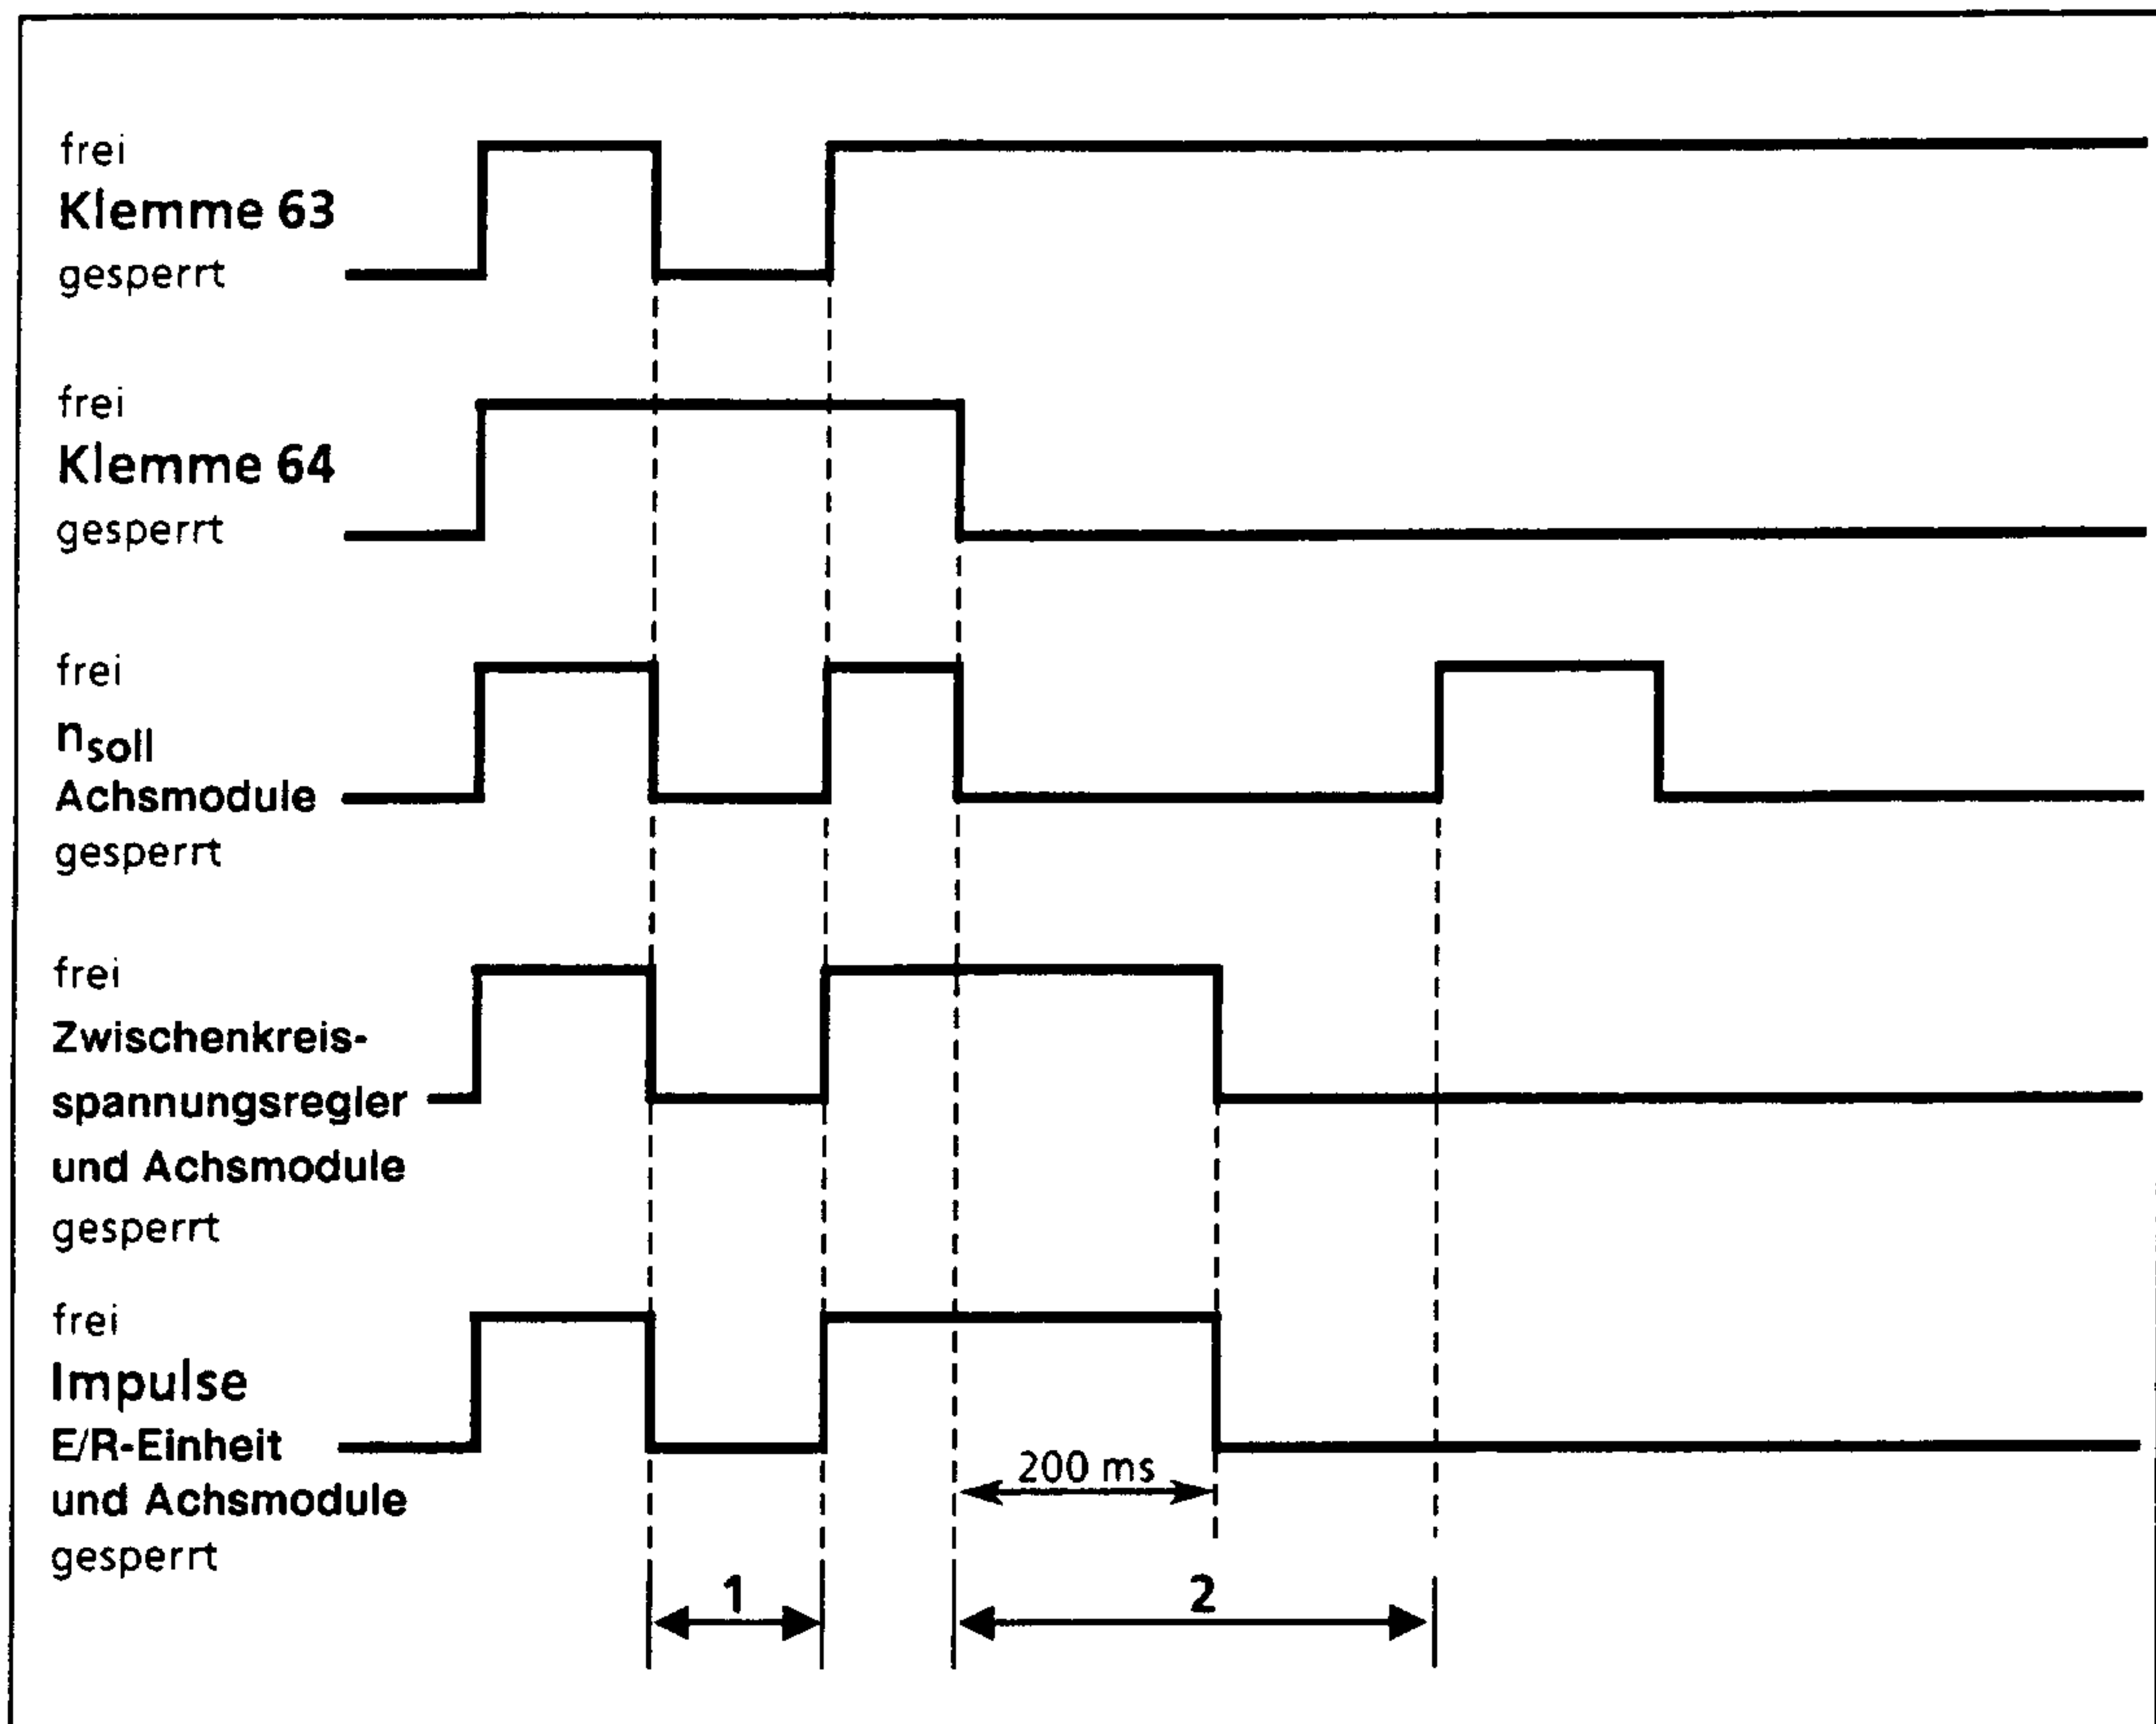 frei
Klemme 63
gesperrt
frei
Klemme 64
gesperrt
frei
nsoll
Achsmodule
gesperrt
frei
Zwischenkreis-
spannungsregler
und Achsmodule
gesperrt
frei
Impulse
E/R-Einheit
und Achsmodule
gesperrt
200 ms
1
2